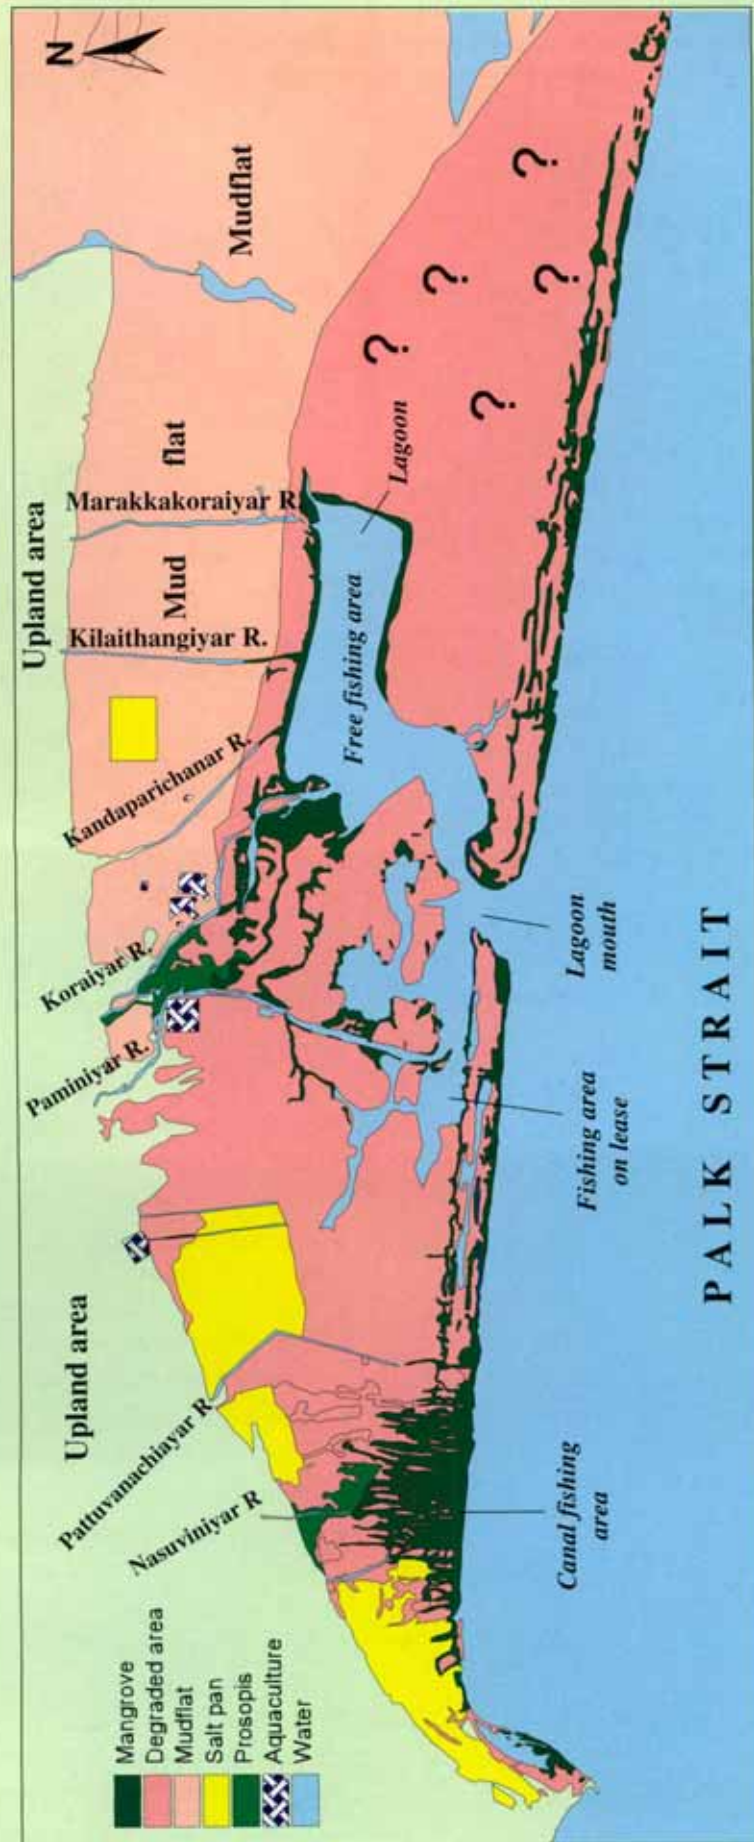 N
Upland area
Mudflat
flat
Mud
Marakkakoraiyar R.
Kilaithangiyar R.
Kandaparichanar R.
Koraiyar R.
Paminiyar R.
Upland area
Pattuvanachiayar R
Nasuviniyar R
?
?
?
?
?
Lagoon
Free fishing area
Lagoon
mouth
Fishing area
on lease
Canal fishing
area
PALK STRAIT
Mangrove
Degraded area
Mudflat
Salt pan
Prosopis
Aquaculture
Water